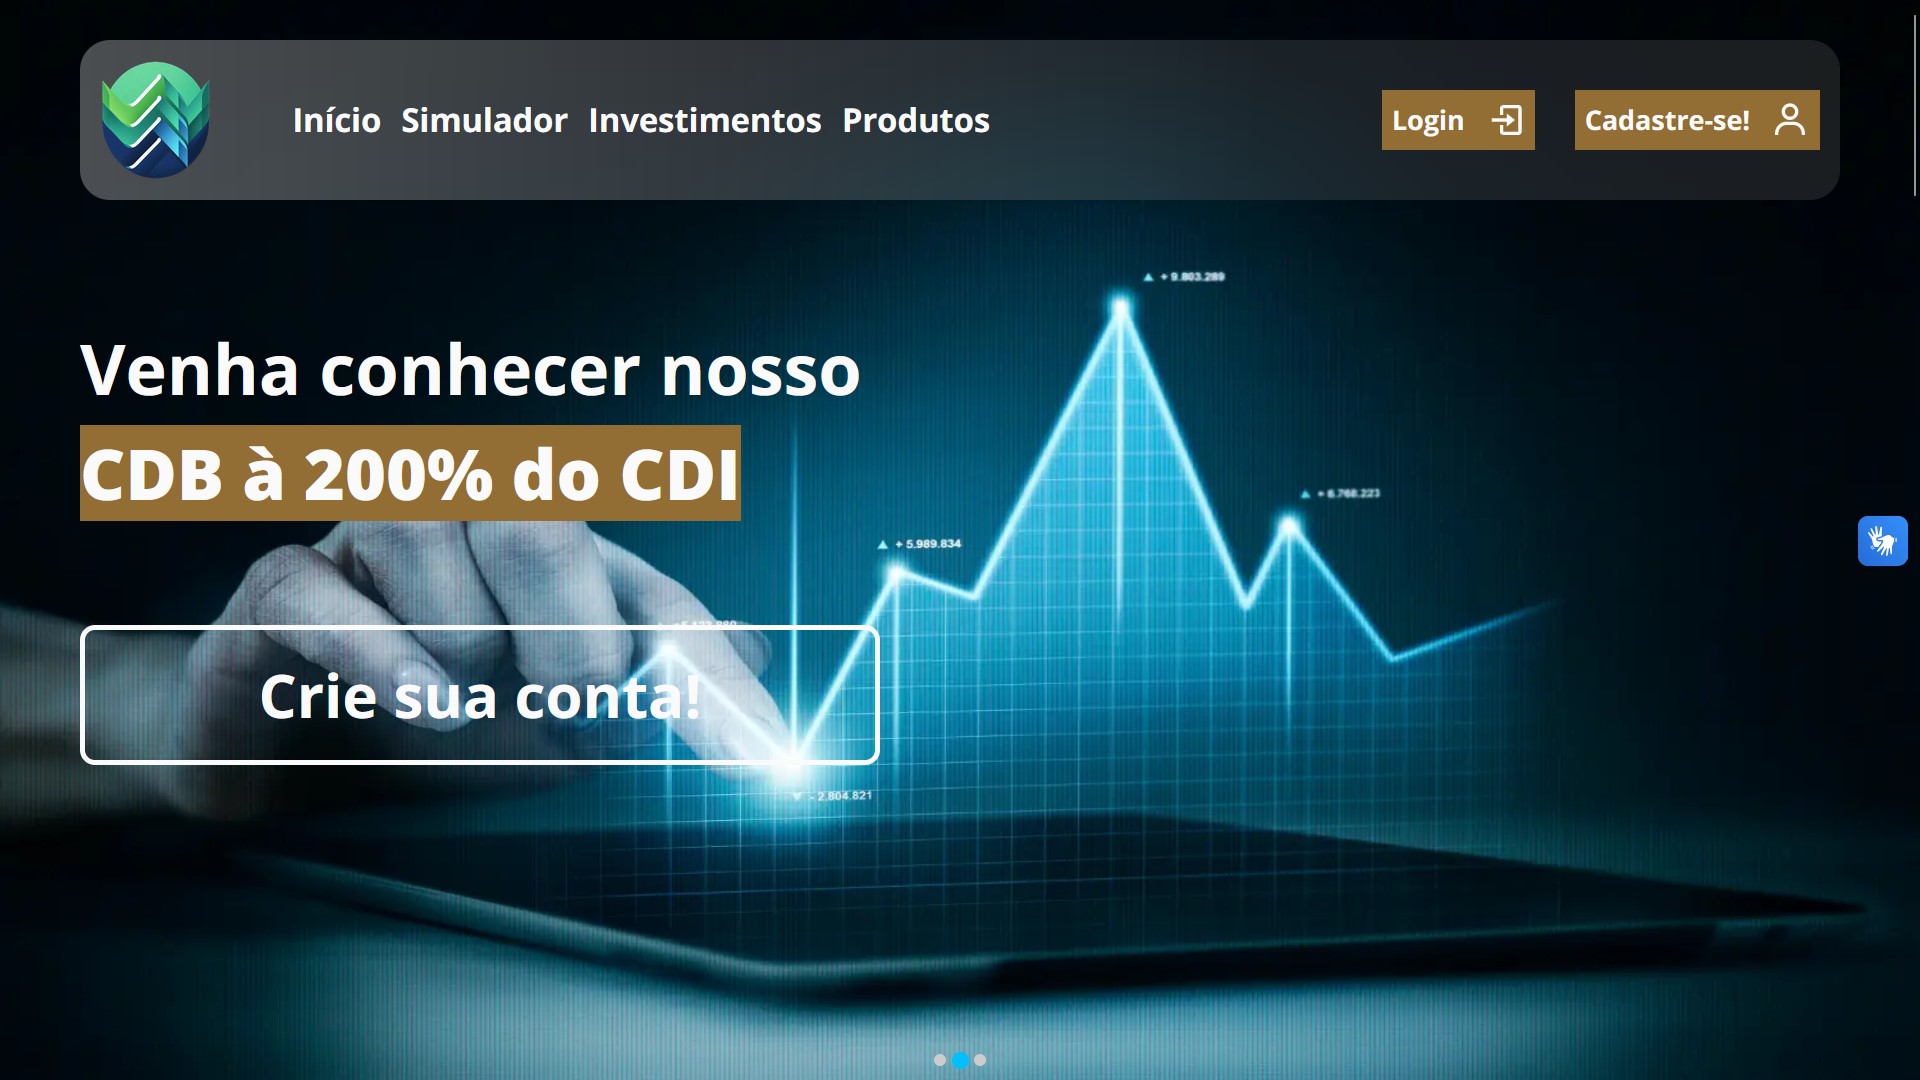 Início Simulador Investimentos Produtos
Login
Cadastre-se!
+ 9.803.289
Venha conhecer nosso
CDB à 200% do CDI
+ 6.768.223
+ 5.989.834
Crie sua conta!
- 2.804.821